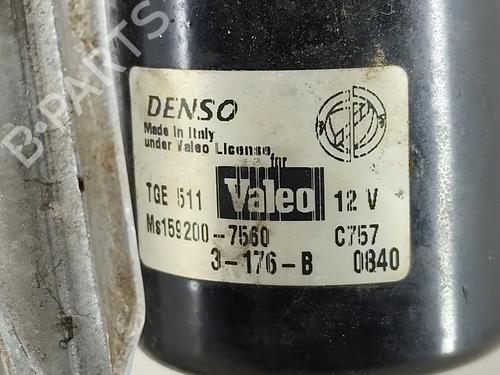 DENSO
Made in Italy
under Valeo License
for
TGE 511 Valeo 12 V
Ms159200-7560 C757
3-176-B 0840
B-PARTS